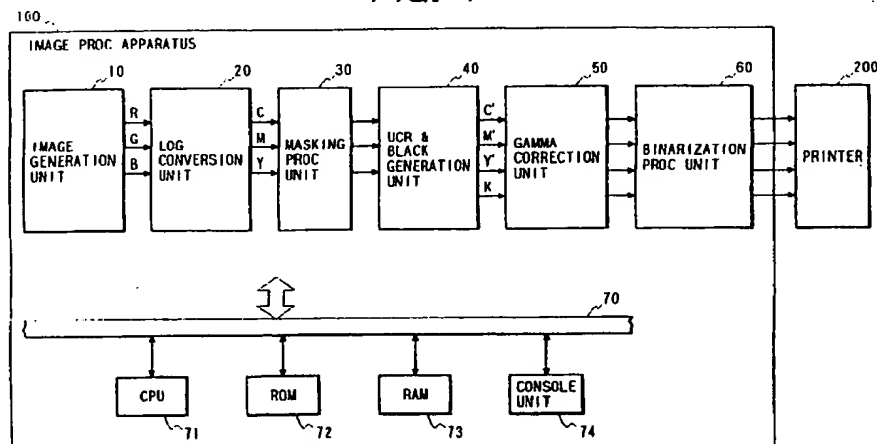 100
IMAGE PROC APPARATUS
10
20
30
40
50
60
200
IMAGE
GENERATION
UNIT
R
G
B
LOG
CONVERSION
UNIT
C
M
Y
MASKING
PROC
UNIT
UCR &
BLACK
GENERATION
UNIT
C'
M'
Y'
K
GAMMA
CORRECTION
UNIT
BINARIZATION
PROC UNIT
PRINTER
70
CPU
ROM
RAM
CONSOLE
UNIT
71
72
73
74